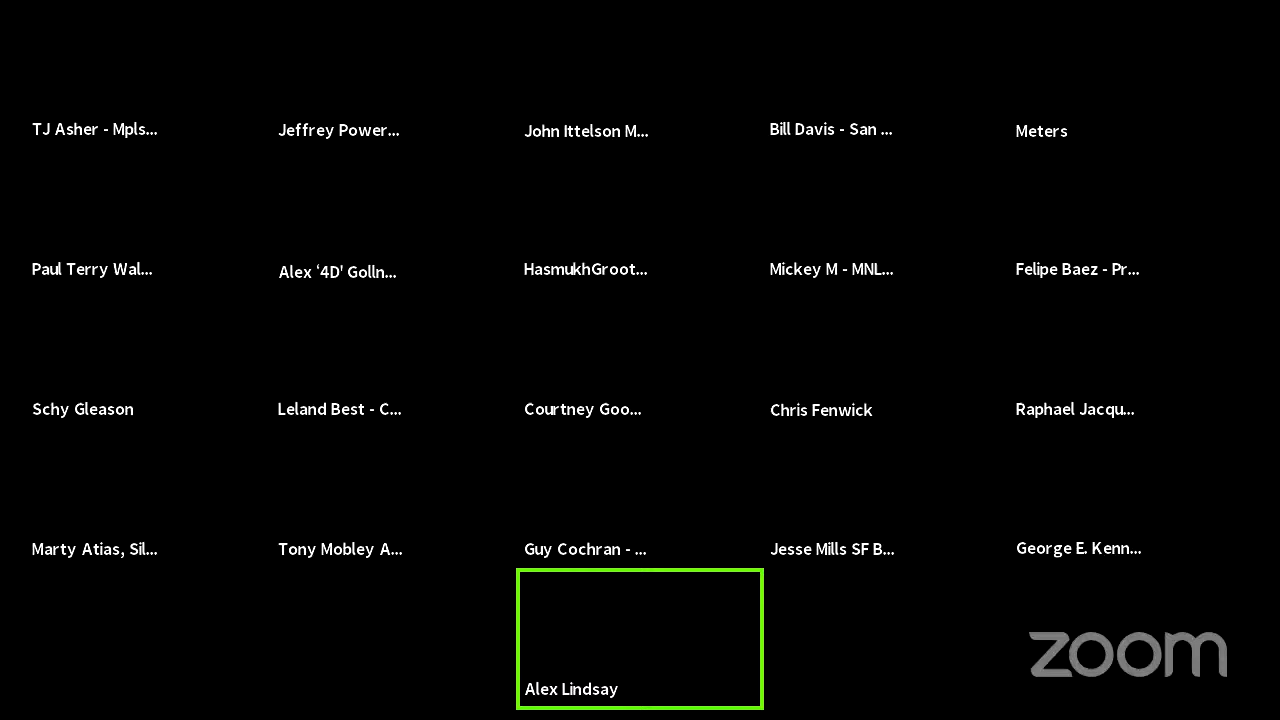 TJ Asher - Mpls...
Jeffrey Power...
John Ittelson M...
Bill Davis - San ...
Meters
Paul Terry Wal...
Alex ‘4D' Golln...
HasmukhGroot...
Mickey M - MNL...
Felipe Baez - Pr...
Schy Gleason
Leland Best - C...
Courtney Goo...
Chris Fenwick
Raphael Jacqu...
Marty Atias, Sil...
Tony Mobley A...
Guy Cochran - ...
Jesse Mills SF B...
George E. Kenn...
Alex Lindsay
zoom